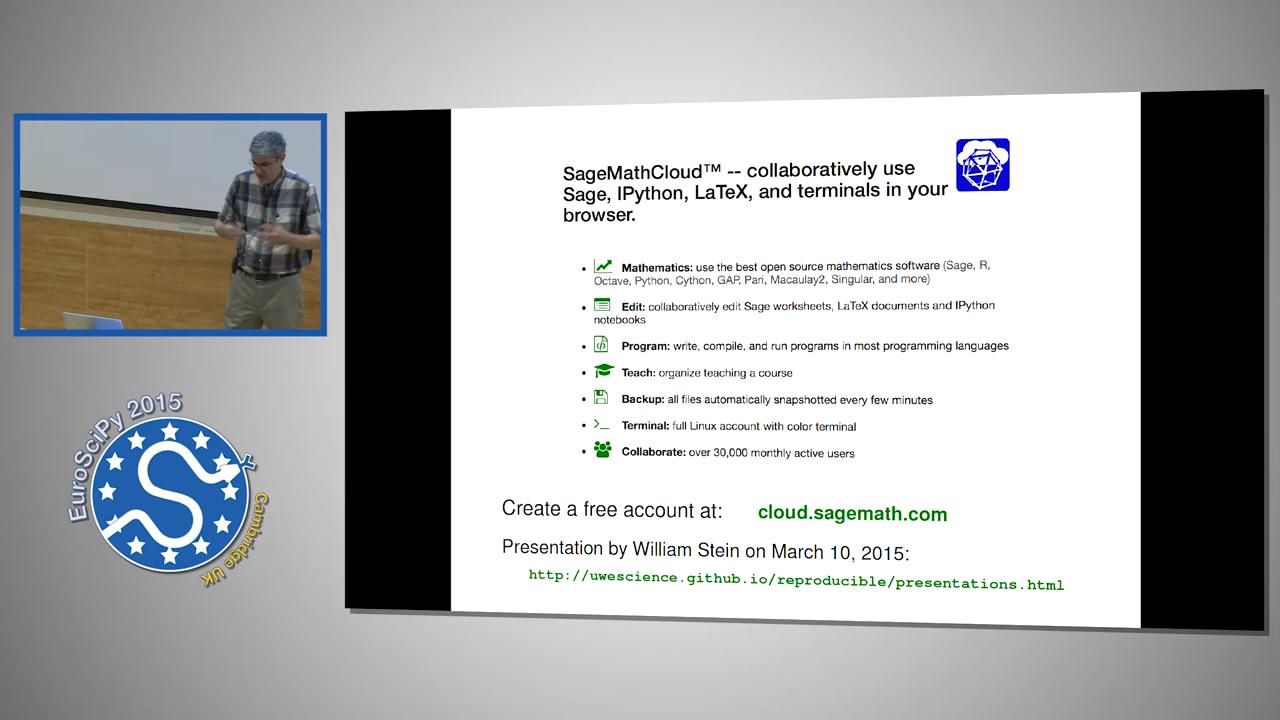 SageMathCloud™ -- collaboratively use
Sage, IPython, LaTeX, and terminals in your
browser.
Mathematics: use the best open source mathematics software (Sage, R,
Octave, Python, Cython, GAP, Pari, Macaulay2, Singular, and more)
Edit: collaboratively edit Sage worksheets, LaTeX documents and IPython
notebooks
Program: write, compile, and run programs in most programming languages
Teach: organize teaching a course
Backup: all files automatically snapshotted every few minutes
Terminal: full Linux account with color terminal
Collaborate: over 30,000 monthly active users
Create a free account at: cloud.sagemath.com
Presentation by William Stein on March 10, 2015:
http://uwescience.github.io/reproducible/presentations.html
EuroSciPy 2015
Cambridge UK